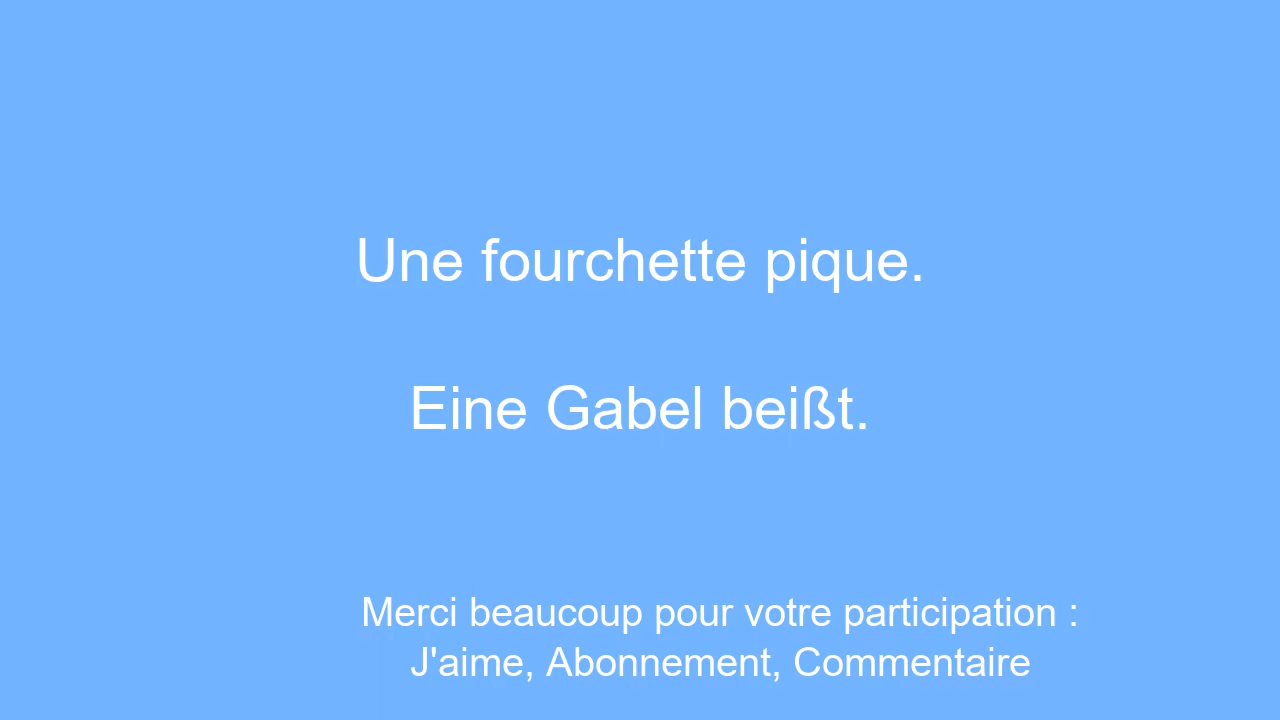 Une fourchette pique.
Eine Gabel beißt.
Merci beaucoup pour votre participation :
J'aime, Abonnement, Commentaire